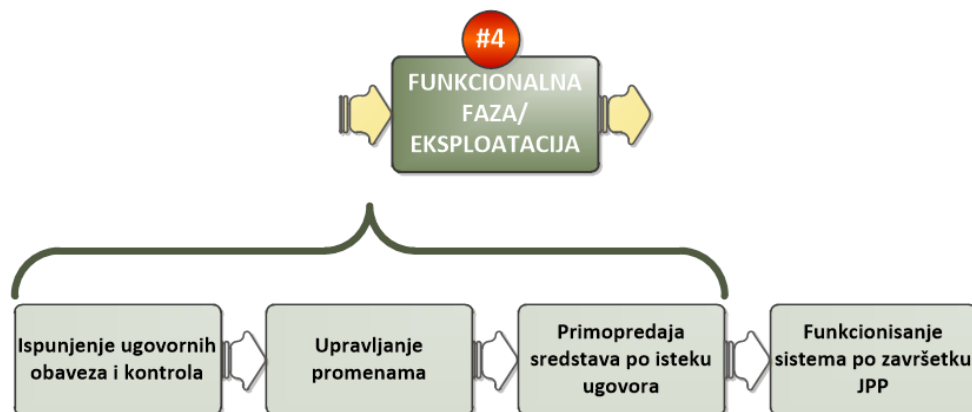 #4
FUNKCIONALNA
FAZA/
EKSPLOATACIJA
Ispunjenje ugovornih
obaveza i kontrola
Upravljanje
promenama
Primopredaja
sredstava po isteku
ugovora
Funkcionisanje
sistema po završetku
JPP